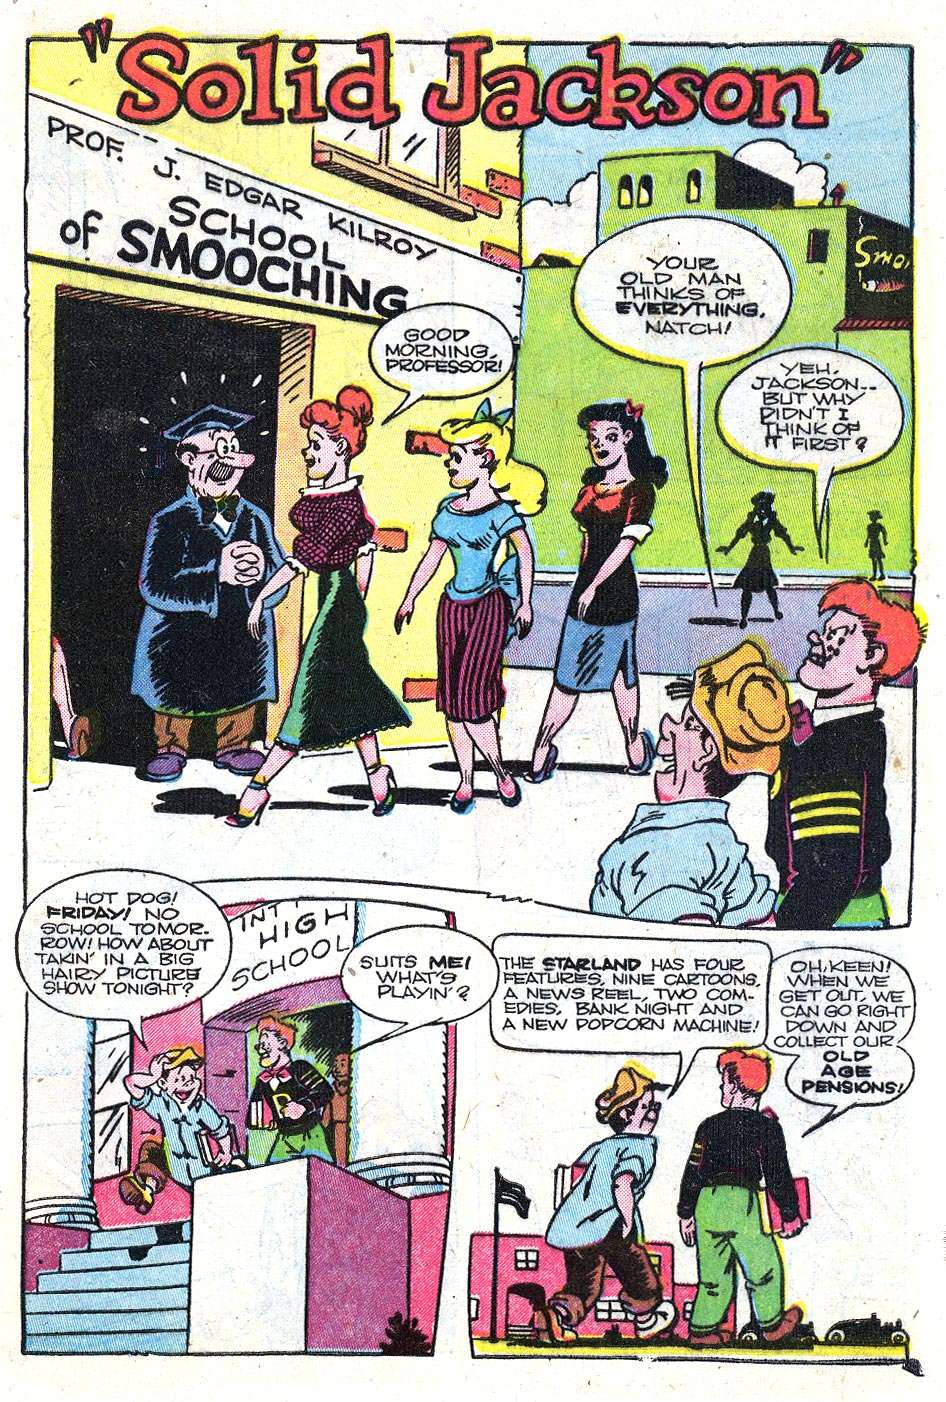 "Solid Jackson"
PROF. J. EDGAR KILROY
SCHOOL
of SMOOCHING
GOOD
MORNING,
PROFESSOR!
YOUR
OLD MAN
THINKS OF
EVERYTHING,
NATCH!
YEH,
JACKSON--
BUT WHY
DIDN'T I
THINK OF
IT FIRST?
SMO
HOT DOG!
FRIDAY! NO
SCHOOL TOMOR-
ROW! HOW ABOUT
TAKIN' IN A BIG
HAIRY PICTURE
SHOW TONIGHT?
HIGH
SCHOOL
SUITS ME!
WHAT'S
PLAYIN'?
THE STARLAND HAS FOUR
FEATURES, NINE CARTOONS,
A NEWS REEL, TWO COM-
EDIES, BANK NIGHT AND
A NEW POPCORN MACHINE!
OH, KEEN!
WHEN WE
GET OUT, WE
CAN GO RIGHT
DOWN AND
COLLECT OUR
OLD
AGE
PENSIONS!